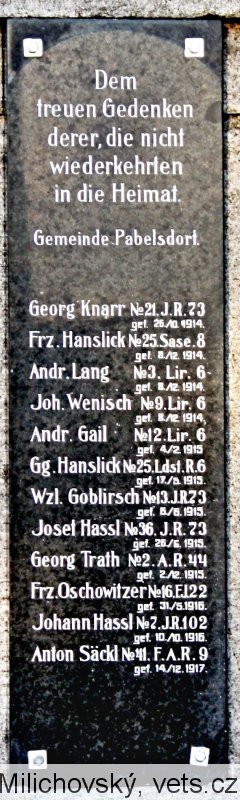 Dem
treuen Gedenken
derer, die nicht
wiederkehrten
in die Heimat.
Gemeinde Pabelsdorf.
Georg Knarr №21. J.R. 73
gef. 26/10. 1914.
Frz. Hanslick №25. Sase. 8
gef. 8/12. 1914.
Andr. Lang №3. Lir. 6
gef. 8/12. 1914.
Joh. Wenisch №9. Lir. 6
gef. 8/12. 1914.
Andr. Gail №12. Lir. 6
gef. 4/2. 1915
Gg. Hanslick №25. Ldst. R. 6
gef. 17/5. 1915.
Wzl. Goblirsch №13. J.R. 73
gef. 6/6. 1915.
Josef Hassl №36. J.R. 73
gef. 26/6. 1915.
Georg Trath №2. A.R. 44
gef. 2/12. 1915.
Frz. Oschowitzer №16. F.J. 22
gef. 31/5. 1916.
Johann Hassl №7. J.R. 102
gef. 10/10. 1916.
Anton Säckl №41. F.A.R. 9
gef. 14/12. 1917.
Milichovský, vets.cz